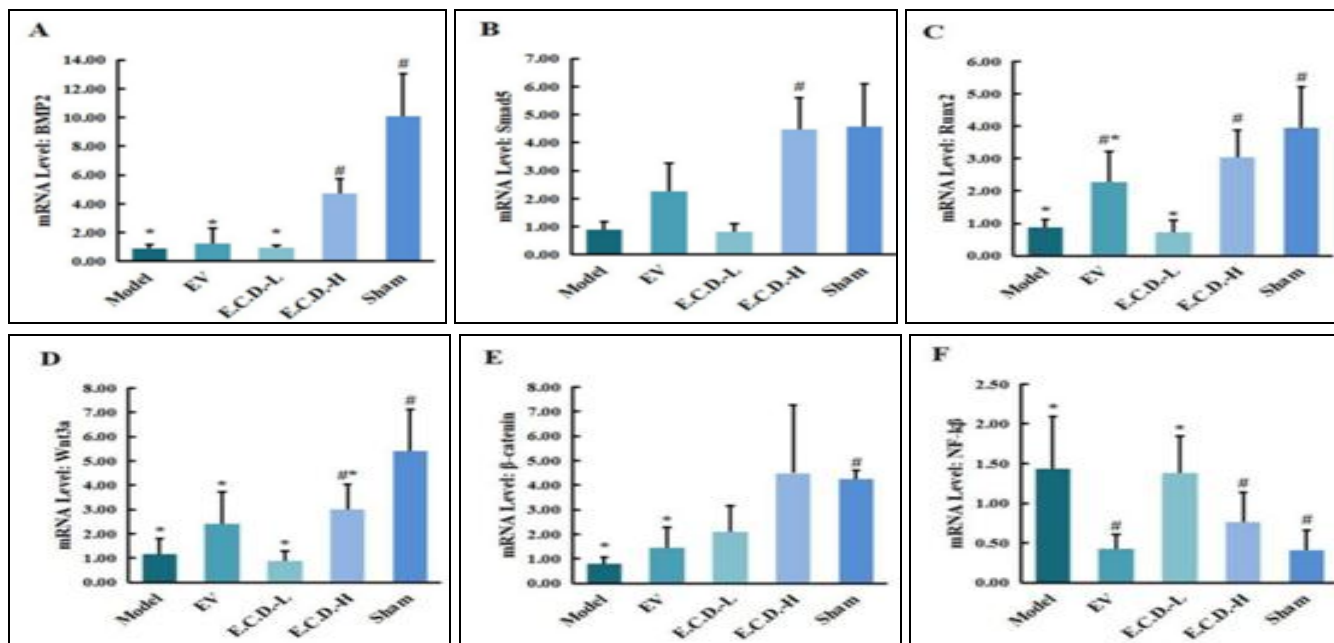 A
mRNA Level: BMP2
14.00
12.00
10.00
8.00
6.00
4.00
2.00
0.00
*
*
*
#
#
Model
EV
E.C.D.-L
E.C.D.-H
Sham
B
mRNA Level: Smad5
7.00
6.00
5.00
4.00
3.00
2.00
1.00
0.00
#
Model
EV
E.C.D.-L
E.C.D.-H
Sham
C
mRNA Level: Runx2
6.00
5.00
4.00
3.00
2.00
1.00
0.00
*
#*
*
#
#
Model
EV
E.C.D.-L
E.C.D.-H
Sham
D
mRNA Level: Wnt3a
8.00
7.00
6.00
5.00
4.00
3.00
2.00
1.00
0.00
*
*
*
#*
#
Model
EV
E.C.D.-L
E.C.D.-H
Sham
E
mRNA Level: β-catenin
8.00
7.00
6.00
5.00
4.00
3.00
2.00
1.00
0.00
*
*
#
Model
EV
E.C.D.-L
E.C.D.-H
Sham
F
mRNA Level: NF-kβ
2.50
2.00
1.50
1.00
0.50
0.00
*
#
*
#
#
Model
EV
E.C.D.-L
E.C.D.-H
Sham